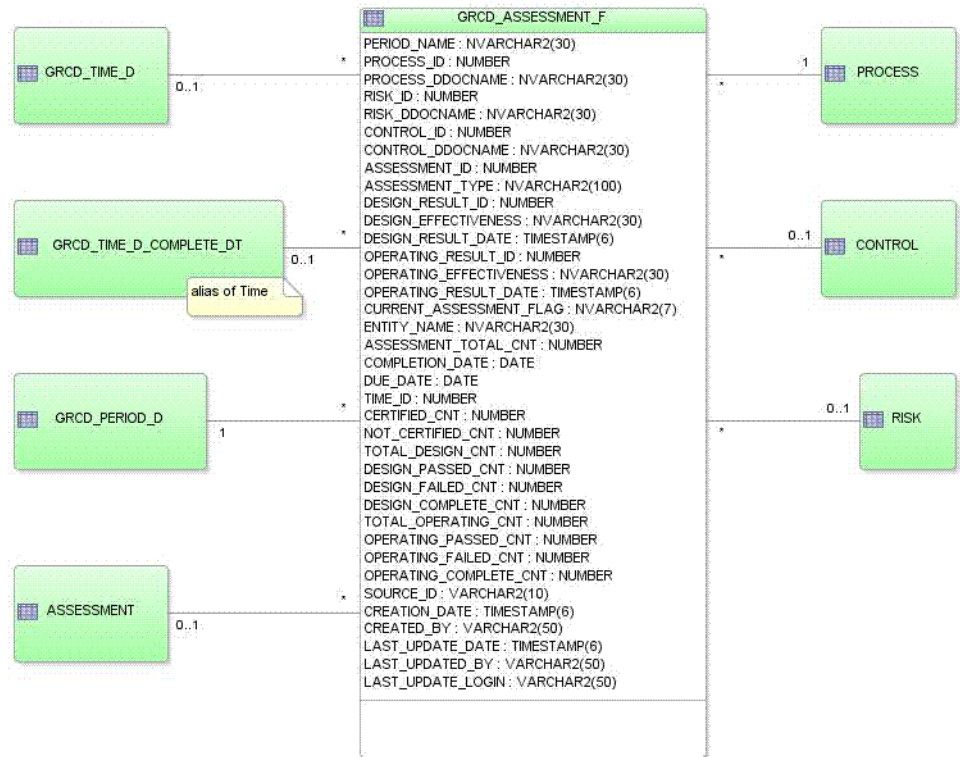 GRCD_TIME_D
0..1
*
GRCD_TIME_D_COMPLETE_DT
alias of Time
0..1
*
GRCD_PERIOD_D
1
*
ASSESSMENT
0..1
*
GRCD_ASSESSMENT_F
PERIOD_NAME : NVARCHAR2(30)
PROCESS_ID : NUMBER
PROCESS_DDOCNAME : NVARCHAR2(30)
RISK_ID : NUMBER
RISK_DDOCNAME : NVARCHAR2(30)
CONTROL_ID : NUMBER
CONTROL_DDOCNAME : NVARCHAR2(30)
ASSESSMENT_ID : NUMBER
ASSESSMENT_TYPE : NVARCHAR2(100)
DESIGN_RESULT_ID : NUMBER
DESIGN_EFFECTIVENESS : NVARCHAR2(30)
DESIGN_RESULT_DATE : TIMESTAMP(6)
OPERATING_RESULT_ID : NUMBER
OPERATING_EFFECTIVENESS : NVARCHAR2(30)
OPERATING_RESULT_DATE : TIMESTAMP(6)
CURRENT_ASSESSMENT_FLAG : NVARCHAR2(7)
ENTITY_NAME : NVARCHAR2(30)
ASSESSMENT_TOTAL_CNT : NUMBER
COMPLETION_DATE : DATE
DUE_DATE : DATE
TIME_ID : NUMBER
CERTIFIED_CNT : NUMBER
NOT_CERTIFIED_CNT : NUMBER
TOTAL_DESIGN_CNT : NUMBER
DESIGN_PASSED_CNT : NUMBER
DESIGN_FAILED_CNT : NUMBER
DESIGN_COMPLETE_CNT : NUMBER
TOTAL_OPERATING_CNT : NUMBER
OPERATING_PASSED_CNT : NUMBER
OPERATING_FAILED_CNT : NUMBER
OPERATING_COMPLETE_CNT : NUMBER
SOURCE_ID : VARCHAR2(10)
CREATION_DATE : TIMESTAMP(6)
CREATED_BY : VARCHAR2(50)
LAST_UPDATE_DATE : TIMESTAMP(6)
LAST_UPDATED_BY : VARCHAR2(50)
LAST_UPDATE_LOGIN : VARCHAR2(50)
*
1
PROCESS
*
0..1
CONTROL
*
0..1
RISK